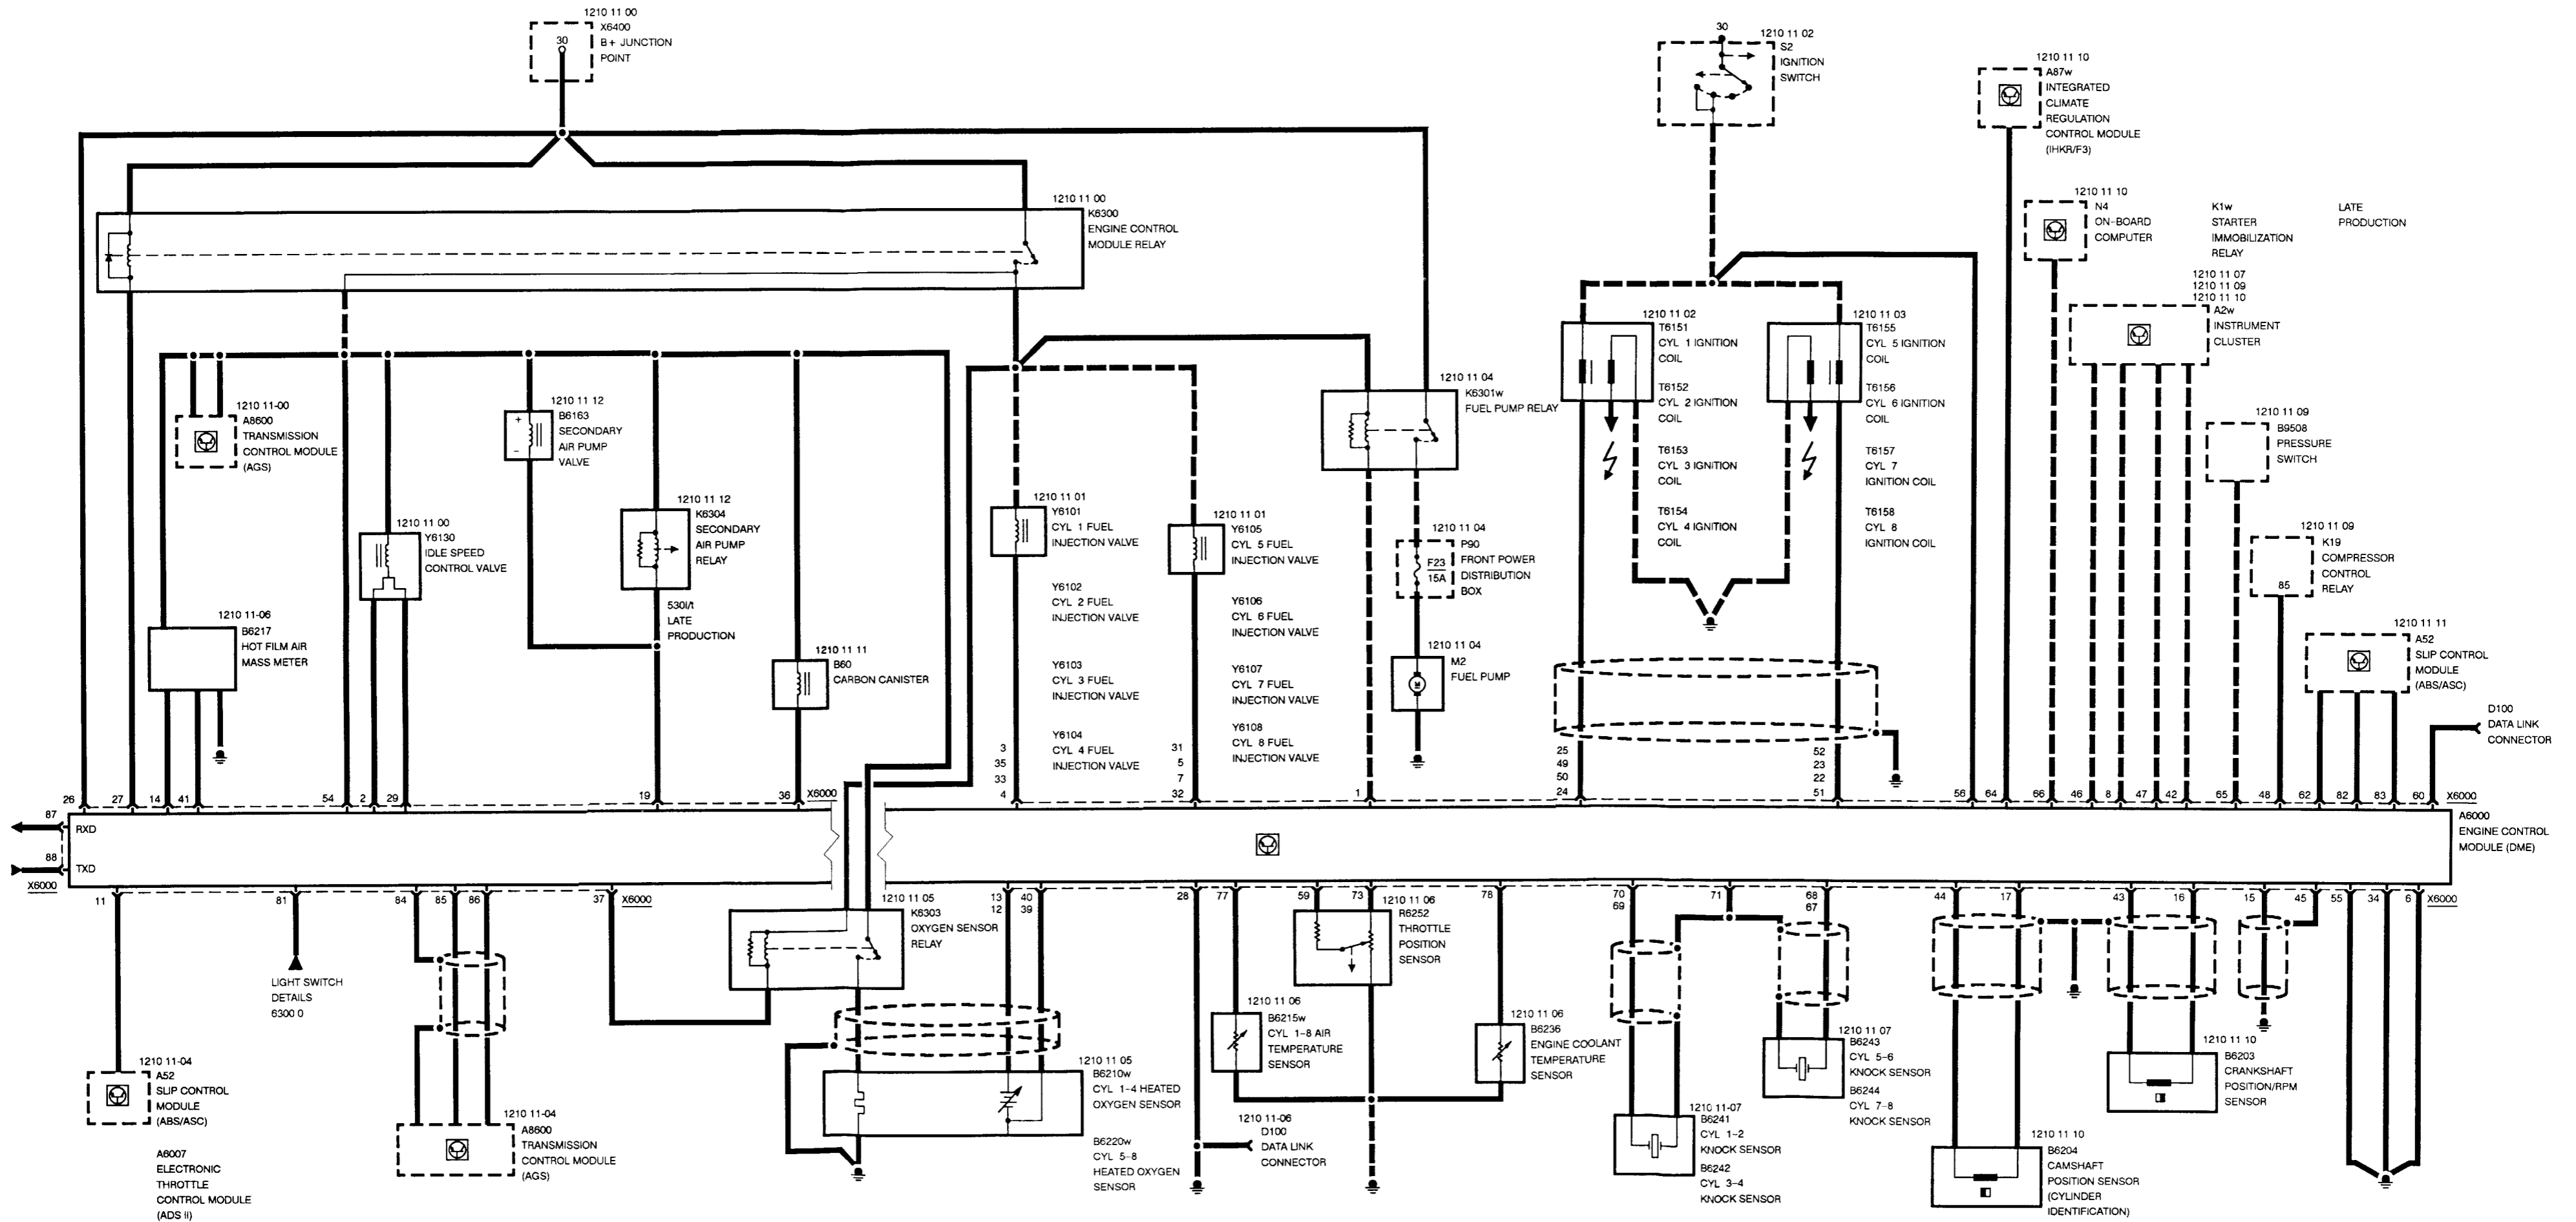 1210 11 00
X6400
B+ JUNCTION
POINT
30
30
1210 11 02
S2
IGNITION
SWITCH
1210 11 10
A87w
INTEGRATED
CLIMATE
REGULATION
CONTROL MODULE
(IHKR/F3)
1210 11 00
K6300
ENGINE CONTROL
MODULE RELAY
1210 11 10
N4
ON-BOARD
COMPUTER
K1w
STARTER
IMMOBILIZATION
RELAY
LATE
PRODUCTION
1210 11 07
1210 11 09
1210 11 10
A2w
INSTRUMENT
CLUSTER
1210 11 02
T6151
CYL 1 IGNITION
COIL
T6152
CYL 2 IGNITION
COIL
T6153
CYL 3 IGNITION
COIL
T6154
CYL 4 IGNITION
COIL
1210 11 03
T6155
CYL 5 IGNITION
COIL
T6156
CYL 6 IGNITION
COIL
T6157
CYL 7
IGNITION COIL
T6158
CYL 8
IGNITION COIL
1210 11-00
A8600
TRANSMISSION
CONTROL MODULE
(AGS)
1210 11 12
B6163
SECONDARY
AIR PUMP
VALVE
+
-
1210 11 04
K6301w
FUEL PUMP RELAY
1210 11 09
B9508
PRESSURE
SWITCH
1210 11 12
K6304
SECONDARY
AIR PUMP
RELAY
530i/t
LATE
PRODUCTION
1210 11 00
Y6130
IDLE SPEED
CONTROL VALVE
1210 11 01
Y6101
CYL 1 FUEL
INJECTION VALVE
Y6102
CYL 2 FUEL
INJECTION VALVE
Y6103
CYL 3 FUEL
INJECTION VALVE
Y6104
CYL 4 FUEL
INJECTION VALVE
1210 11 01
Y6105
CYL 5 FUEL
INJECTION VALVE
Y6106
CYL 6 FUEL
INJECTION VALVE
Y6107
CYL 7 FUEL
INJECTION VALVE
Y6108
CYL 8 FUEL
INJECTION VALVE
1210 11 04
P90
FRONT POWER
DISTRIBUTION
BOX
F23
15A
1210 11 04
M2
FUEL PUMP
M
1210 11 09
K19
COMPRESSOR
CONTROL
RELAY
85
1210 11-06
B6217
HOT FILM AIR
MASS METER
1210 11 11
B60
CARBON CANISTER
1210 11 11
A52
SLIP CONTROL
MODULE
(ABS/ASC)
D100
DATA LINK
CONNECTOR
3
35
33
4
31
5
7
32
25
49
50
24
52
23
22
51
26 27 14 41 54 2 29 19 36 X6000 1 56 64 66 46 8 47 42 65 48 62 82 83 60 X6000
87
RXD
88
TXD
X6000
A6000
ENGINE CONTROL
MODULE (DME)
11 81 84 85 86 37 X6000
13
12
40
39
28 77 59 73 78
70
69
71
68
67
44 17 43 16 15 45 55 34 6 X6000
1210 11 05
K6303
OXYGEN SENSOR
RELAY
1210 11 06
R6252
THROTTLE
POSITION
SENSOR
LIGHT SWITCH
DETAILS
6300 0
1210 11 06
B6215w
CYL 1-8 AIR
TEMPERATURE
SENSOR
1210 11 06
B6236
ENGINE COOLANT
TEMPERATURE
SENSOR
1210 11 07
B6243
CYL 5-6
KNOCK SENSOR
B6244
CYL 7-8
KNOCK SENSOR
1210 11 10
B6203
CRANKSHAFT
POSITION/RPM
SENSOR
1210 11-04
A52
SLIP CONTROL
MODULE
(ABS/ASC)
A6007
ELECTRONIC
THROTTLE
CONTROL MODULE
(ADS II)
1210 11-04
A8600
TRANSMISSION
CONTROL MODULE
(AGS)
1210 11 05
B6210w
CYL 1-4 HEATED
OXYGEN SENSOR
B6220w
CYL 5-8
HEATED OXYGEN
SENSOR
1210 11-06
D100
DATA LINK
CONNECTOR
1210 11-07
B6241
CYL 1-2
KNOCK SENSOR
B6242
CYL 3-4
KNOCK SENSOR
1210 11 10
B6204
CAMSHAFT
POSITION SENSOR
(CYLINDER
IDENTIFICATION)